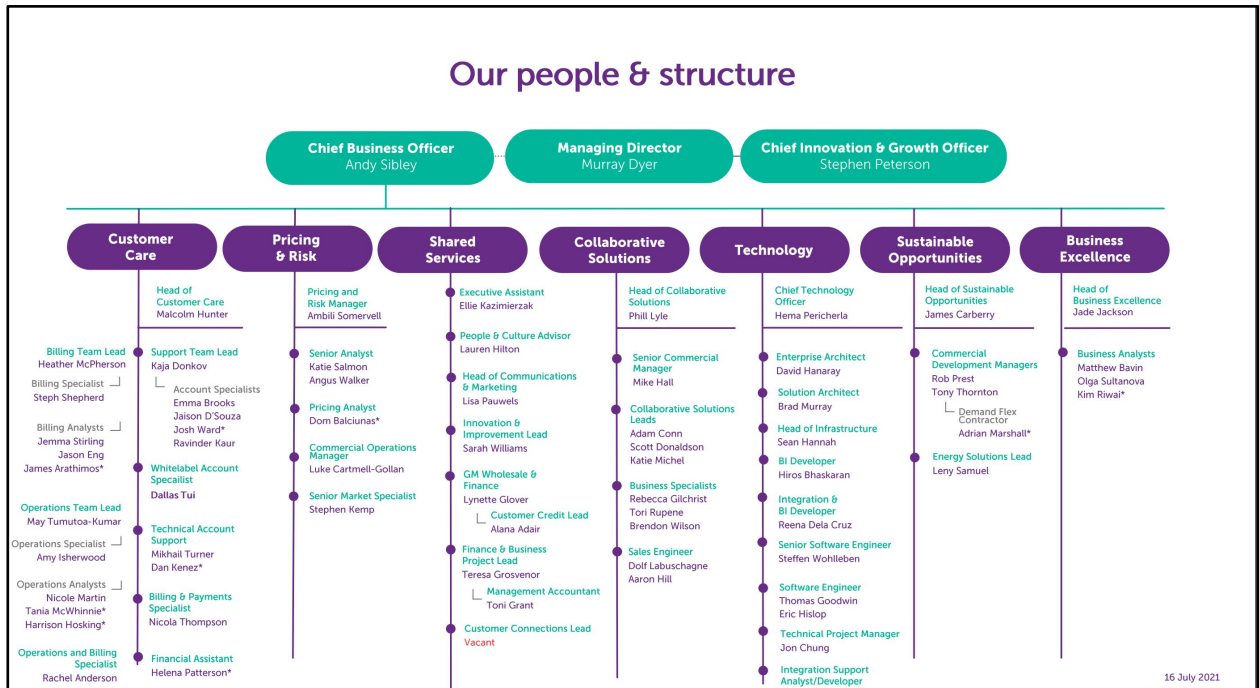 Our people & structure
Chief Business Officer
Andy Sibley
Managing Director
Murray Dyer
Chief Innovation & Growth Officer
Stephen Peterson
Customer
Care
Head of
Customer Care
Malcolm Hunter
Billing Team Lead
Heather McPherson
Billing Specialist
Steph Shepherd
Billing Analysts
Jemma Stirling
Jason Eng
James Arathimos*
Operations Team Lead
May Tumutoa-Kumar
Operations Specialist
Amy Isherwood
Operations Analysts
Nicole Martin
Tania McWhinnie*
Harrison Hosking*
Operations and Billing
Specialist
Rachel Anderson
Support Team Lead
Kaja Donkov
Account Specialists
Emma Brooks
Jaison D'Souza
Josh Ward*
Ravinder Kaur
Whitelabel Account
Specailist
Dallas Tui
Technical Account
Support
Mikhail Turner
Dan Kenez*
Billing & Payments
Specialist
Nicola Thompson
Financial Assistant
Helena Patterson*
Pricing
& Risk
Pricing and
Risk Manager
Ambili Somervell
Senior Analyst
Katie Salmon
Angus Walker
Pricing Analyst
Dom Balciunas*
Commercial Operations
Manager
Luke Cartmell-Gollan
Senior Market Specialist
Stephen Kemp
Shared
Services
Executive Assistant
Ellie Kazimierzak
People & Culture Advisor
Lauren Hilton
Head of Communications
& Marketing
Lisa Pauwels
Innovation &
Improvement Lead
Sarah Williams
GM Wholesale &
Finance
Lynette Glover
Customer Credit Lead
Alana Adair
Finance & Business
Project Lead
Teresa Grosvenor
Management Accountant
Toni Grant
Customer Connections Lead
Vacant
Collaborative
Solutions
Head of Collaborative
Solutions
Phill Lyle
Senior Commercial
Manager
Mike Hall
Collaborative Solutions
Leads
Adam Conn
Scott Donaldson
Katie Michel
Business Specialists
Rebecca Gilchrist
Tori Rupene
Brendon Wilson
Sales Engineer
Dolf Labuschagne
Aaron Hill
Technology
Chief Technology
Officer
Hema Pericherla
Enterprise Architect
David Hanaray
Solution Architect
Brad Murray
Head of Infrastructure
Sean Hannah
BI Developer
Hiros Bhaskaran
Integration &
BI Developer
Reena Dela Cruz
Senior Software Engineer
Steffen Wohlleben
Software Engineer
Thomas Goodwin
Eric Hislop
Technical Project Manager
Jon Chung
Integration Support
Analyst/Developer
Sustainable
Opportunities
Head of Sustainable
Opportunities
James Carberry
Commercial
Development Managers
Rob Prest
Tony Thornton
Demand Flex
Contractor
Adrian Marshall*
Energy Solutions Lead
Leny Samuel
Business
Excellence
Head of
Business Excellence
Jade Jackson
Business Analysts
Matthew Bavin
Olga Sultanova
Kim Riwai*
16 July 2021